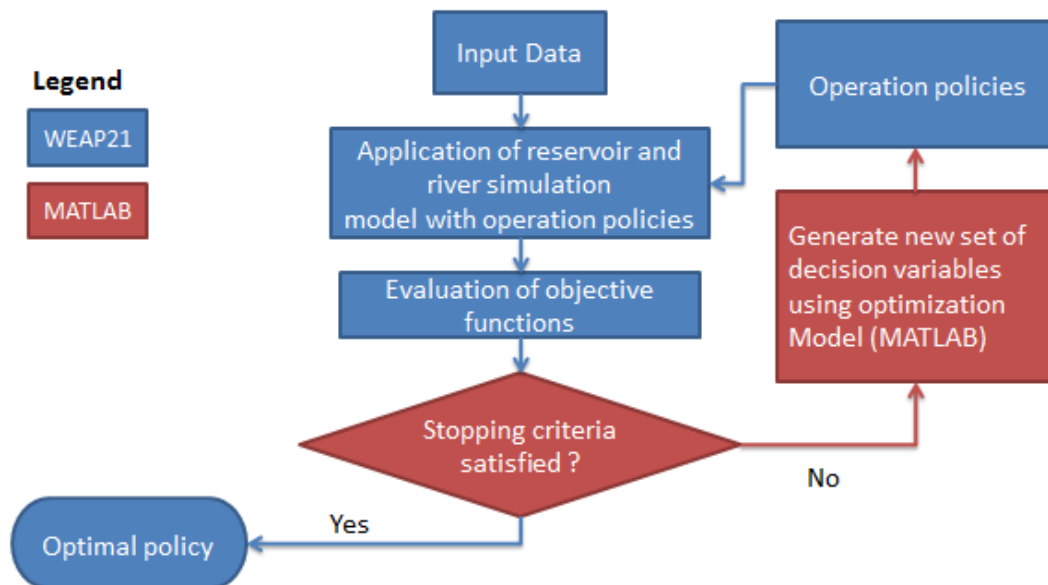 Legend
WEAP21
MATLAB
Input Data
Application of reservoir and
river simulation
model with operation policies
Evaluation of objective
functions
Stopping criteria
satisfied ?
Yes
Optimal policy
No
Generate new set of
decision variables
using optimization
Model (MATLAB)
Operation policies